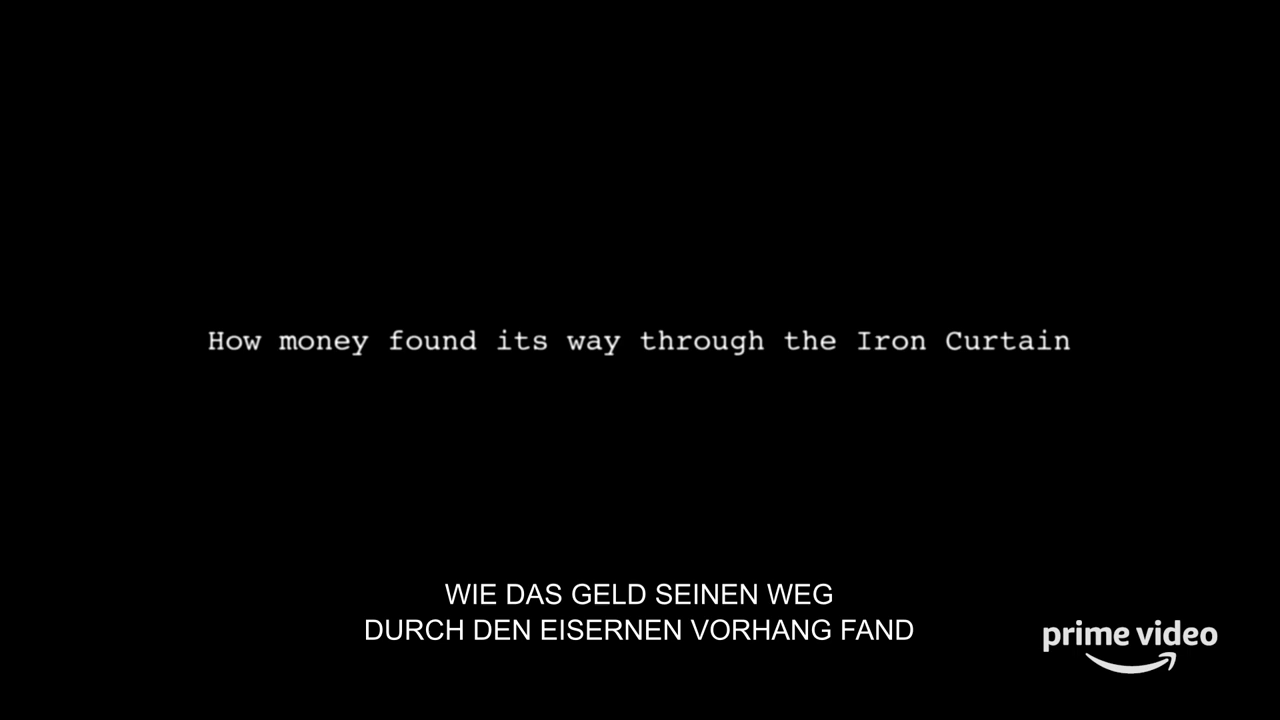 How money found its way through the Iron Curtain
WIE DAS GELD SEINEN WEG
DURCH DEN EISERNEN VORHANG FAND
prime video